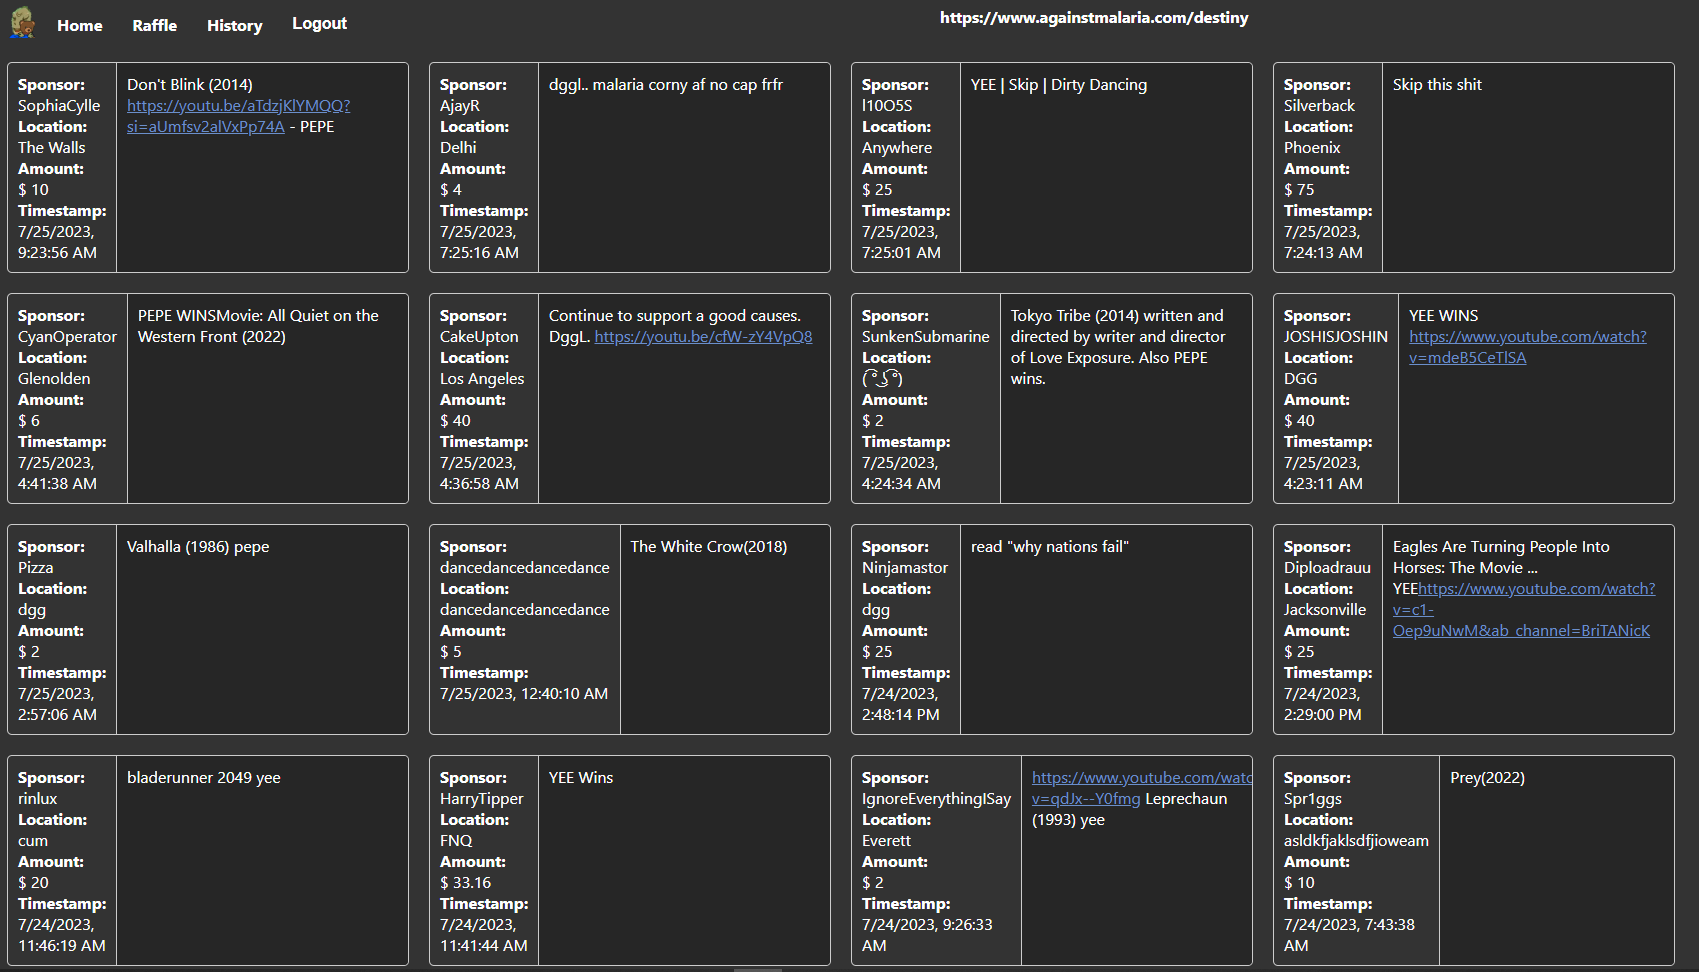 Home Raffle History Logout https://www.againstmalaria.com/destiny
Sponsor:
SophiaCylle
Location:
The Walls
Amount:
$ 10
Timestamp:
7/25/2023,
9:23:56 AM
Don't Blink (2014)
https://youtu.be/aTdzjKlYMQQ?
si=aUmfsv2alVxPp74A - PEPE
Sponsor:
AjayR
Location:
Delhi
Amount:
$ 4
Timestamp:
7/25/2023,
7:25:16 AM
dggl.. malaria corny af no cap frfr
Sponsor:
l10O5S
Location:
Anywhere
Amount:
$ 25
Timestamp:
7/25/2023,
7:25:01 AM
YEE | Skip | Dirty Dancing
Sponsor:
Silverback
Location:
Phoenix
Amount:
$ 75
Timestamp:
7/25/2023,
7:24:13 AM
Skip this shit
Sponsor:
CyanOperator
Location:
Glenolden
Amount:
$ 6
Timestamp:
7/25/2023,
4:41:38 AM
PEPE WINSMovie: All Quiet on the
Western Front (2022)
Sponsor:
CakeUpton
Location:
Los Angeles
Amount:
$ 40
Timestamp:
7/25/2023,
4:36:58 AM
Continue to support a good causes.
DggL. https://youtu.be/cfW-zY4VpQ8
Sponsor:
SunkenSubmarine
Location:
( ͡° ͜ʖ ͡°)
Amount:
$ 2
Timestamp:
7/25/2023,
4:24:34 AM
Tokyo Tribe (2014) written and
directed by writer and director
of Love Exposure. Also PEPE
wins.
Sponsor:
JOSHISJOSHIN
Location:
DGG
Amount:
$ 40
Timestamp:
7/25/2023,
4:23:11 AM
YEE WINS
https://www.youtube.com/watch?
v=mdeB5CeTlSA
Sponsor:
Pizza
Location:
dgg
Amount:
$ 2
Timestamp:
7/25/2023,
2:57:06 AM
Valhalla (1986) pepe
Sponsor:
dancedancedancedance
Location:
dancedancedancedance
Amount:
$ 5
Timestamp:
7/25/2023, 12:40:10 AM
The White Crow(2018)
Sponsor:
Ninjamastor
Location:
dgg
Amount:
$ 25
Timestamp:
7/24/2023,
2:48:14 PM
read "why nations fail"
Sponsor:
Diploadrauu
Location:
Jacksonville
Amount:
$ 25
Timestamp:
7/24/2023,
2:29:00 PM
Eagles Are Turning People Into
Horses: The Movie ...
YEEhttps://www.youtube.com/watch?
v=c1-
Oep9uNwM&ab_channel=BriTANicK
Sponsor:
rinlux
Location:
cum
Amount:
$ 20
Timestamp:
7/24/2023,
11:46:19 AM
bladerunner 2049 yee
Sponsor:
HarryTipper
Location:
FNQ
Amount:
$ 33.16
Timestamp:
7/24/2023,
11:41:44 AM
YEE Wins
Sponsor:
IgnoreEverythingISay
Location:
Everett
Amount:
$ 2
Timestamp:
7/24/2023, 9:26:33
AM
https://www.youtube.com/watc
v=qdJx--Y0fmg Leprechaun
(1993) yee
Sponsor:
Spr1ggs
Location:
asldkfjaklsdfjioweam
Amount:
$ 10
Timestamp:
7/24/2023, 7:43:38
AM
Prey(2022)